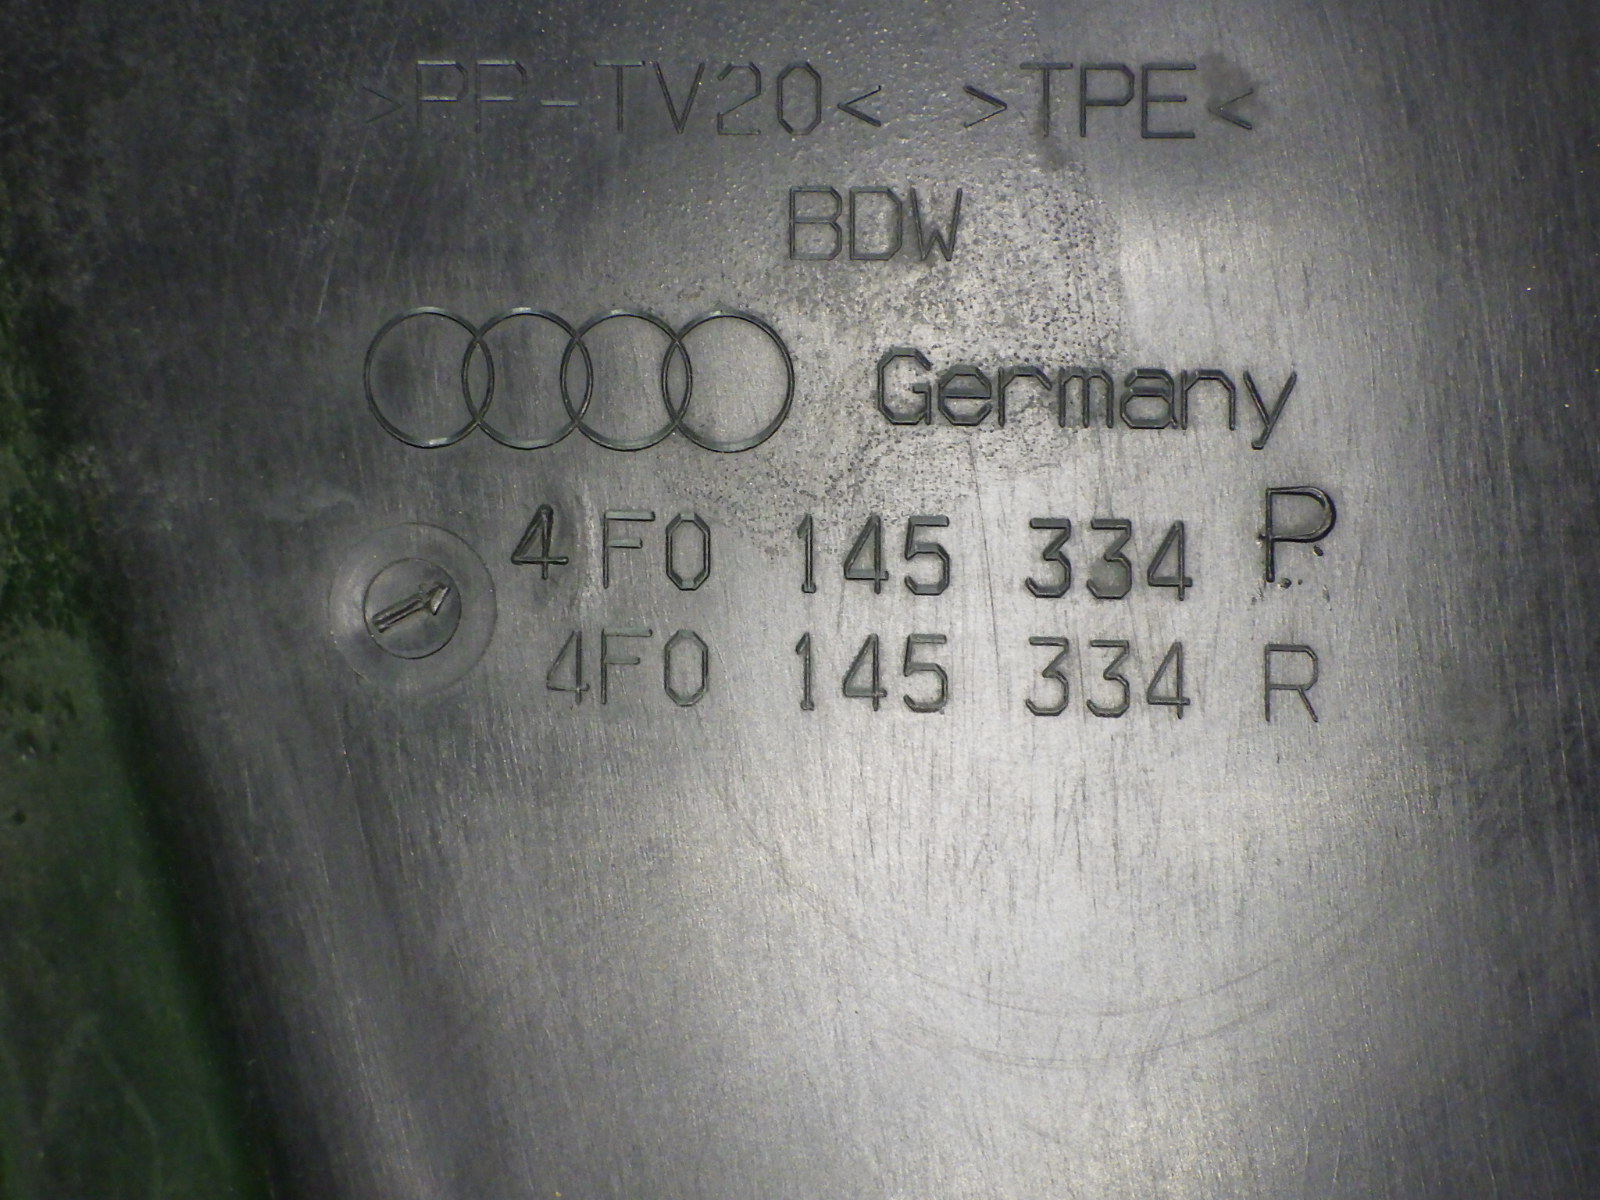 >PP-TV20< >TPE<
BDW
Germany
4F0 145 334 P
4F0 145 334 R